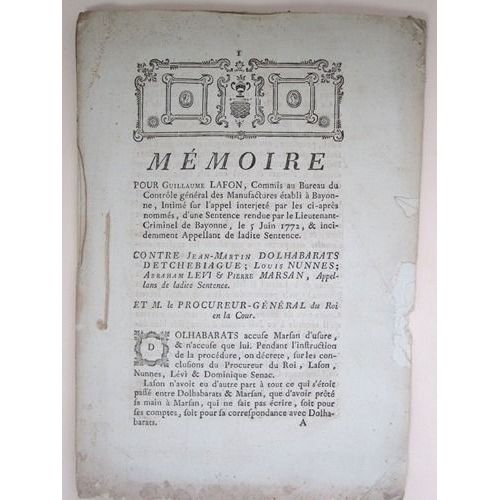 1
MÉMOIRE
POUR GUILLAUME LAFON, Commis au Bureau du
Contrôle général des Manufactures établi à Bayon-
ne, Intimé sur l'appel interjeté par les ci-après
nommés, d'une Sentence rendue par le Lieutenant-
Criminel de Bayonne, le 5 Juin 1772, & inci-
demment Appellant de ladite Sentence.
CONTRE JEAN-MARTIN DOLHABARATS
DETCHEBIAGUE; LOUIS NUNNES;
ABRAHAM LEVI & PIERRE MARSAN, Appel-
lans de ladite Sentence.
ET M. le PROCUREUR-GÉNÉRAL du Roi
en la Cour.
DOLHABARATS accuse Marsan d'usure,
& n'accuse que lui. Pendant l'instruction
de la procédure, on décrete, sur les con-
clusions du Procureur du Roi, Lafon,
Nunnes, Lévi & Dominique Senac.
Lafon n'avoit eu d'autre part à tout ce qui s'étoit
passé entre Dolhabarats & Marsan, que d'avoir prêté
sa main à Marsan, qui ne sait pas écrire, soit pour
ses comptes, soit pour sa correspondance avec Dolha-
barats.
A